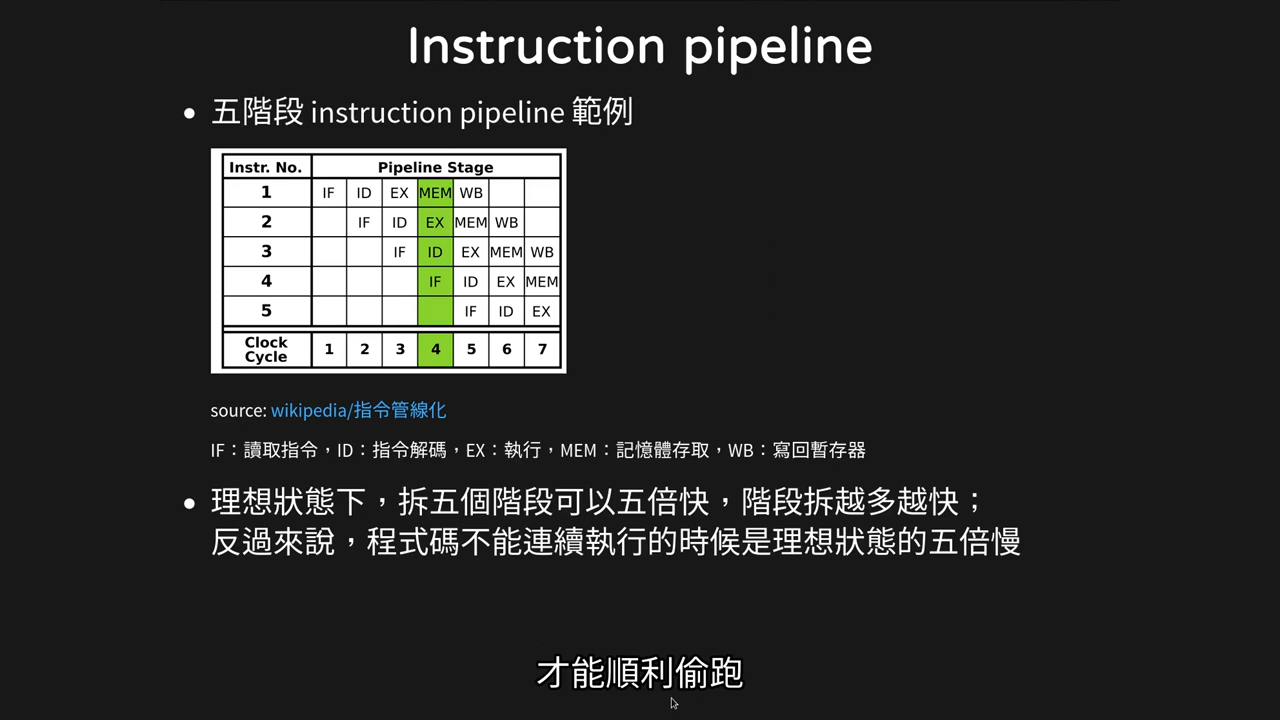 Instruction pipeline
• 五階段 instruction pipeline 範例
Instr. No. Pipeline Stage
1 IF ID EX MEM WB
2 IF ID EX MEM WB
3 IF ID EX MEM WB
4 IF ID EX MEM
5 IF ID EX
Clock
Cycle 1 2 3 4 5 6 7
source: wikipedia/指令管線化
IF：讀取指令，ID：指令解碼，EX：執行，MEM：記憶體存取，WB：寫回暫存器
• 理想狀態下，拆五個階段可以五倍快，階段拆越多越快；
反過來說，程式碼不能連續執行的時候是理想狀態的五倍慢
才能順利偷跑